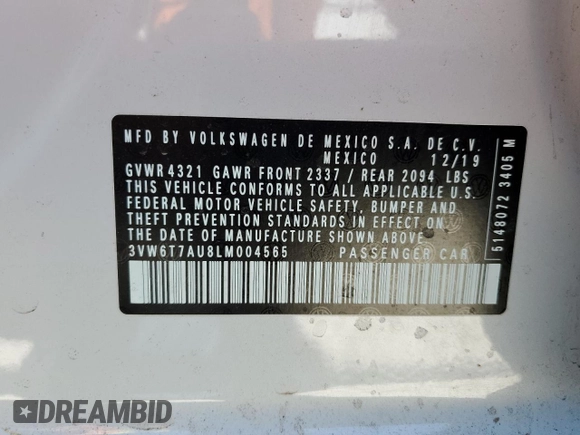 MFD BY VOLKSWAGEN DE MEXICO S.A. DE C.V.
MEXICO 12/19
GVWR 4321 GAWR FRONT 2337 / REAR 2094 LBS
THIS VEHICLE CONFORMS TO ALL APPLICABLE U.S.
FEDERAL MOTOR VEHICLE SAFETY, BUMPER AND
THEFT PREVENTION STANDARDS IN EFFECT ON
THE DATE OF MANUFACTURE SHOWN ABOVE
3VW6T7AU8LM004565 PASSENGER CAR
5148072 3405 M
DREAMBID